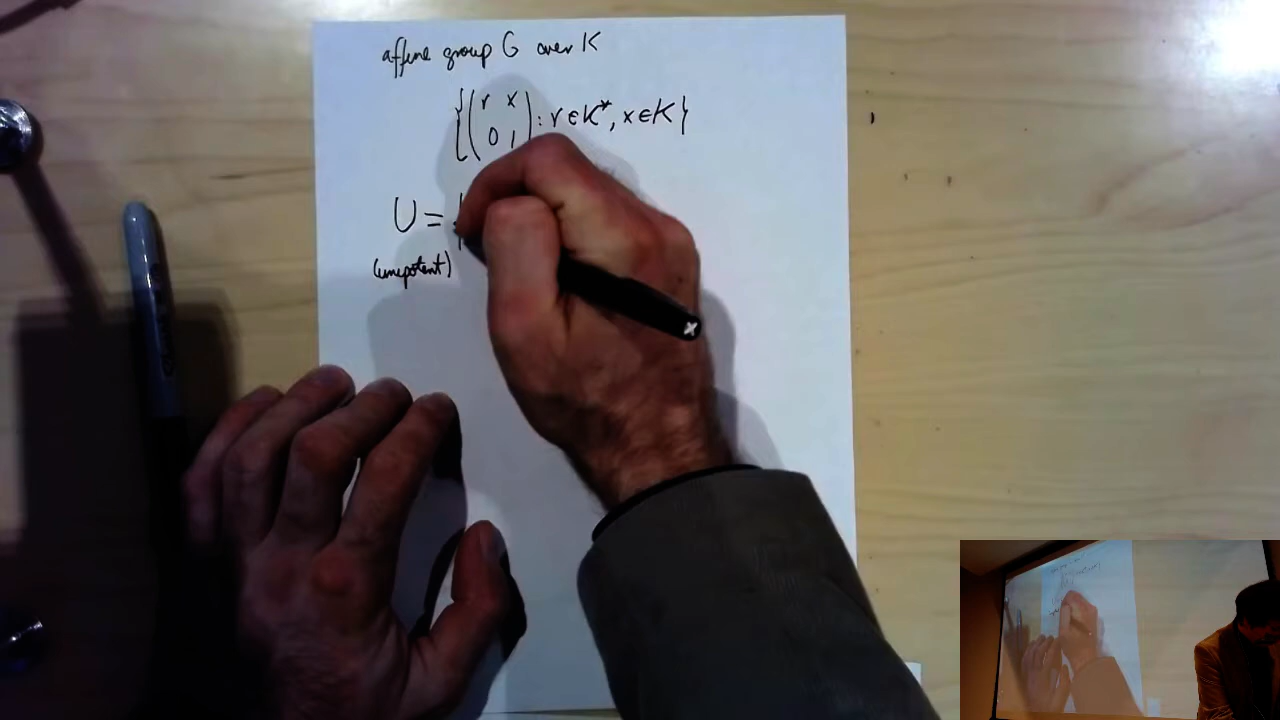 affine group G over K
{( r x
0 1 ) : r ∈ K*, x ∈ K}
U = {
(unipotent)